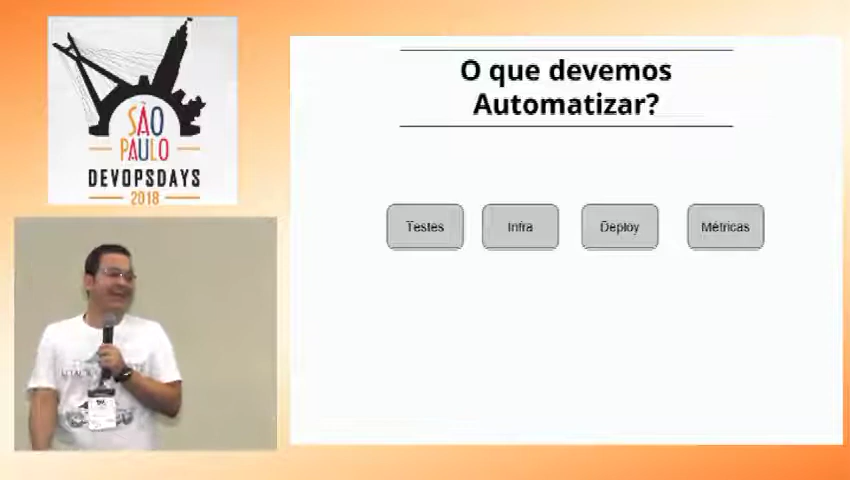 SÃO
PAULO
DEVOPSDAYS
2018
O que devemos
Automatizar?
Testes
Infra
Deploy
Métricas